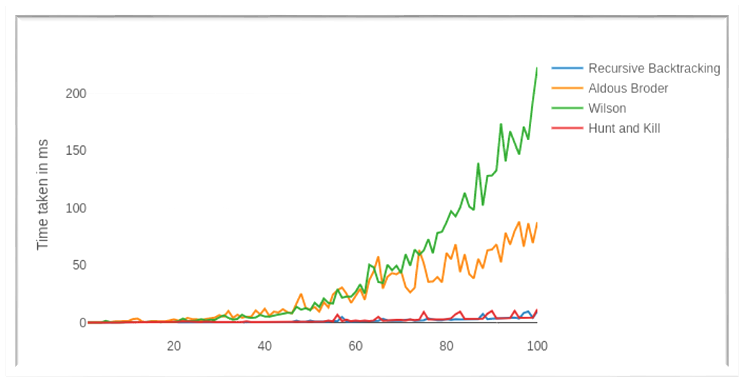 Recursive Backtracking
Aldous Broder
Wilson
Hunt and Kill
Time taken in ms
200
150
100
50
0
20 40 60 80 100